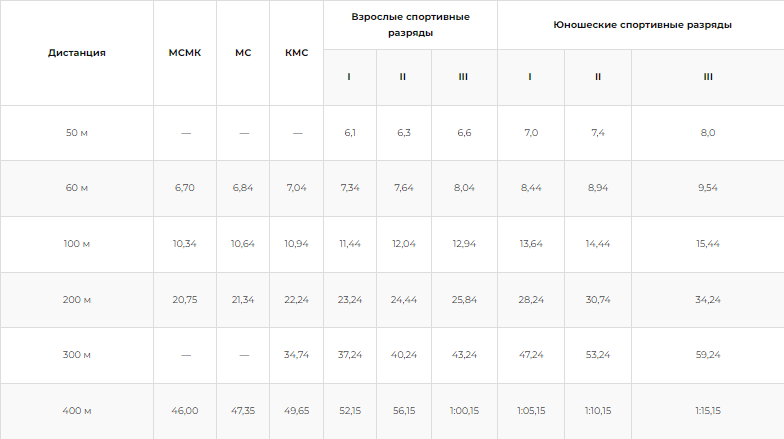 Дистанция МСМК МС КМС Взрослые спортивные разряды Юношеские спортивные разряды
I II III I II III
50 м — — — 6,1 6,3 6,6 7,0 7,4 8,0
60 м 6,70 6,84 7,04 7,34 7,64 8,04 8,44 8,94 9,54
100 м 10,34 10,64 10,94 11,44 12,04 12,94 13,64 14,44 15,44
200 м 20,75 21,34 22,24 23,24 24,44 25,84 28,24 30,74 34,24
300 м — — 34,74 37,24 40,24 43,24 47,24 53,24 59,24
400 м 46,00 47,35 49,65 52,15 56,15 1:00,15 1:05,15 1:10,15 1:15,15